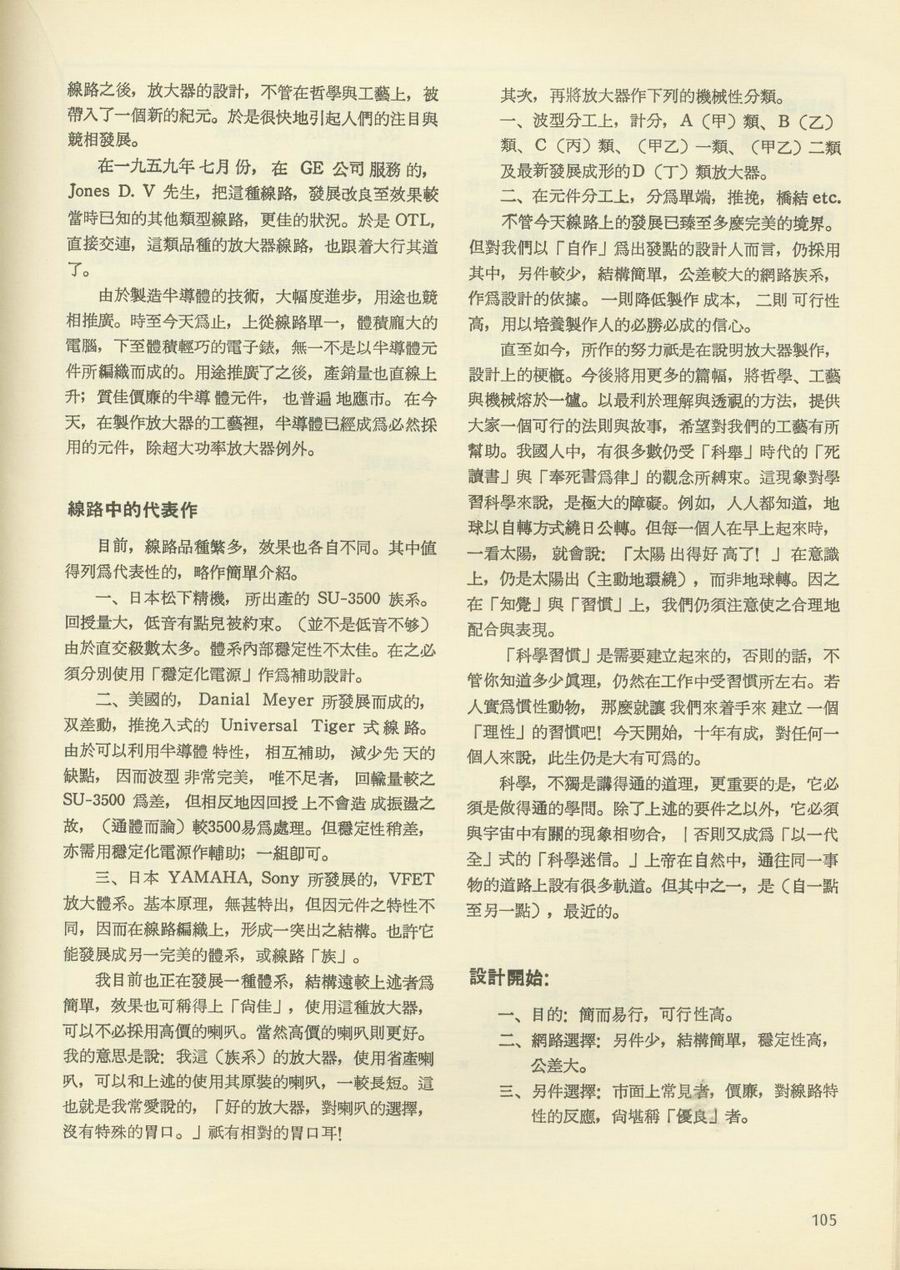 線路之後，放大器的設計，不管在哲學與工藝上，被
帶入了一個新的紀元。於是很快地引起人們的注目與
競相發展。
在一九五九年七月份，在 GE 公司服務的，
Jones D. V 先生，把這種線路，發展改良至效果較
當時已知的其他類型線路，更佳的狀況。於是 OTL,
直接交連，這類品種的放大器線路，也跟着大行其道
了。
由於製造半導體的技術，大幅度進步，用途也競
相推廣。時至今天爲止，上從線路單一，體積龐大的
電腦，下至體積輕巧的電子錶，無一不是以半導體元
件所編織而成的。用途推廣了之後，產銷量也直線上
升；質佳價廉的半導體元件，也普遍地應市。在今
天，在製作放大器的工藝裡，半導體已經成爲必然採
用的元件，除超大功率放大器例外。
線路中的代表作
目前，線路品種繁多，效果也各自不同。其中值
得列爲代表性的，略作簡單介紹。
一、日本松下精機，所出產的 SU-3500 族系。
回授量大，低音有點兒被約束。（並不是低音不够）
由於直交級數太多。體系內部穩定性不太佳。在之必
須分別使用「穩定化電源」作爲補助設計。
二、美國的， Danial Meyer 所發展而成的，
双差動，推挽入式的 Universal Tiger 式線路。
由於可以利用半導體特性，相互補助，減少先天的
缺點，因而波型非常完美，唯不足者，回輸量較之
SU-3500 爲差，但相反地因回授上不會造成振盪之
故，（通體而論）較3500易爲處理。但穩定性稍差，
亦需用穩定化電源作輔助；一組卽可。
三、日本 YAMAHA, Sony 所發展的，VFET
放大體系。基本原理，無甚特出，但因元件之特性不
同，因而在線路編織上，形成一突出之結構。也許它
能發展成另一完美的體系，或線路「族」。
我目前也正在發展一種體系，結構遠較上述者爲
簡單，效果也可稱得上「尙佳」，使用這種放大器，
可以不必採用高價的喇叭。當然高價的喇叭則更好。
我的意思是說：我這（族系）的放大器，使用省產喇
叭，可以和上述的使用其原裝的喇叭，一較長短。這
也就是我常愛說的，「好的放大器，對喇叭的選擇，
沒有特殊的胃口。」祇有相對的胃口耳！
其次，再將放大器作下列的機械性分類。
一、波型分工上，計分，A（甲）類、B（乙）
類、C（丙）類、（甲乙）一類、（甲乙）二類
及最新發展成形的D（丁）類放大器。
二、在元件分工上，分爲單端，推挽，橋結 etc.
不管今天線路上的發展已臻至多麼完美的境界。
但對我們以「自作」爲出發點的設計人而言，仍採用
其中，另件較少，結構簡單，公差較大的網路族系，
作爲設計的依據。一則降低製作成本，二則可行性
高，用以培養製作人的必勝必成的信心。
直至如今，所作的努力祇是在說明放大器製作，
設計上的梗概。今後將用更多的篇幅，將哲學、工藝
與機械熔於一爐。以最利於理解與透視的方法，提供
大家一個可行的法則與故事，希望對我們的工藝有所
幫助。我國人中，有很多數仍受「科舉」時代的「死
讀書」與「奉死書爲律」的觀念所縛束。這現象對學
習科學來說，是極大的障礙。例如，人人都知道，地
球以自轉方式繞日公轉。但每一個人在早上起來時，
一看太陽，就會說：「太陽出得好高了！」在意識
上，仍是太陽出（主動地環繞），而非地球轉。因之
在「知覺」與「習慣」上，我們仍須注意使之合理地
配合與表現。
「科學習慣」是需要建立起來的，否則的話，不
管你知道多少眞理，仍然在工作中受習慣所左右。若
人實爲慣性動物，那麼就讓我們來着手來建立一個
「理性」的習慣吧！今天開始，十年有成，對任何一
個人來說，此生仍是大有可爲的。
科學，不獨是講得通的道理，更重要的是，它必
須是做得通的學問。除了上述的要件之以外，它必須
與宇宙中有關的現象相吻合，｜否則又成爲「以一代
全」式的「科學迷信。」上帝在自然中，通往同一事
物的道路上設有很多軌道。但其中之一，是（自一點
至另一點），最近的。
設計開始：
一、目的：簡而易行，可行性高。
二、網路選擇：另件少，結構簡單，穩定性高，
公差大。
三、另件選擇：市面上常見者，價廉，對線路特
性的反應，尙堪稱「優良」者。
105